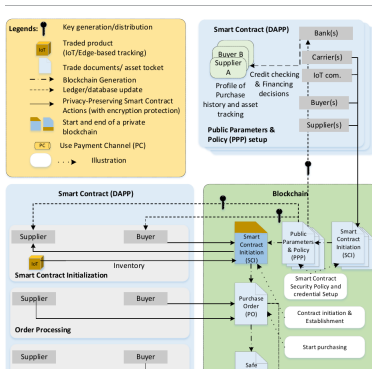 Legends:
Key generation/distribution
IoT
Traded product
(IoT/Edge-based tracking)
Trade documents/ asset tocket
Blockchain Generation
Ledger/database update
Privacy-Preserving Smart Contract
Actions (with encryption protection)
Start and end of a private
blockchain
PC
Use Payment Channel (PC)
Illustration
Smart Contract (DAPP)
Bank(s)
Carrier(s)
IoT com.
Buyer(s)
Supplier(s)
Buyer B
Supplier
A
Credit checking
& Financing
decisions
Profile of
Purchase
history and asset
tracking
Public Parameters &
Policy (PPP) setup
Smart Contract (DAPP)
Supplier
Buyer
IoT
Inventory
Smart Contract Initialization
Supplier
Buyer
Order Processing
Supplier
Buyer
Blockchain
Smart
Contract
Initiation
(SCI)
Public
Parameters
& Policy
(PPP)
Smart
Contract
Initiation
(SCI)
Smart Contract
Security Policy and
credential Setup
Purchase
Order
(PO)
Contract Initiation &
Establishment
Start purchasing
Safe